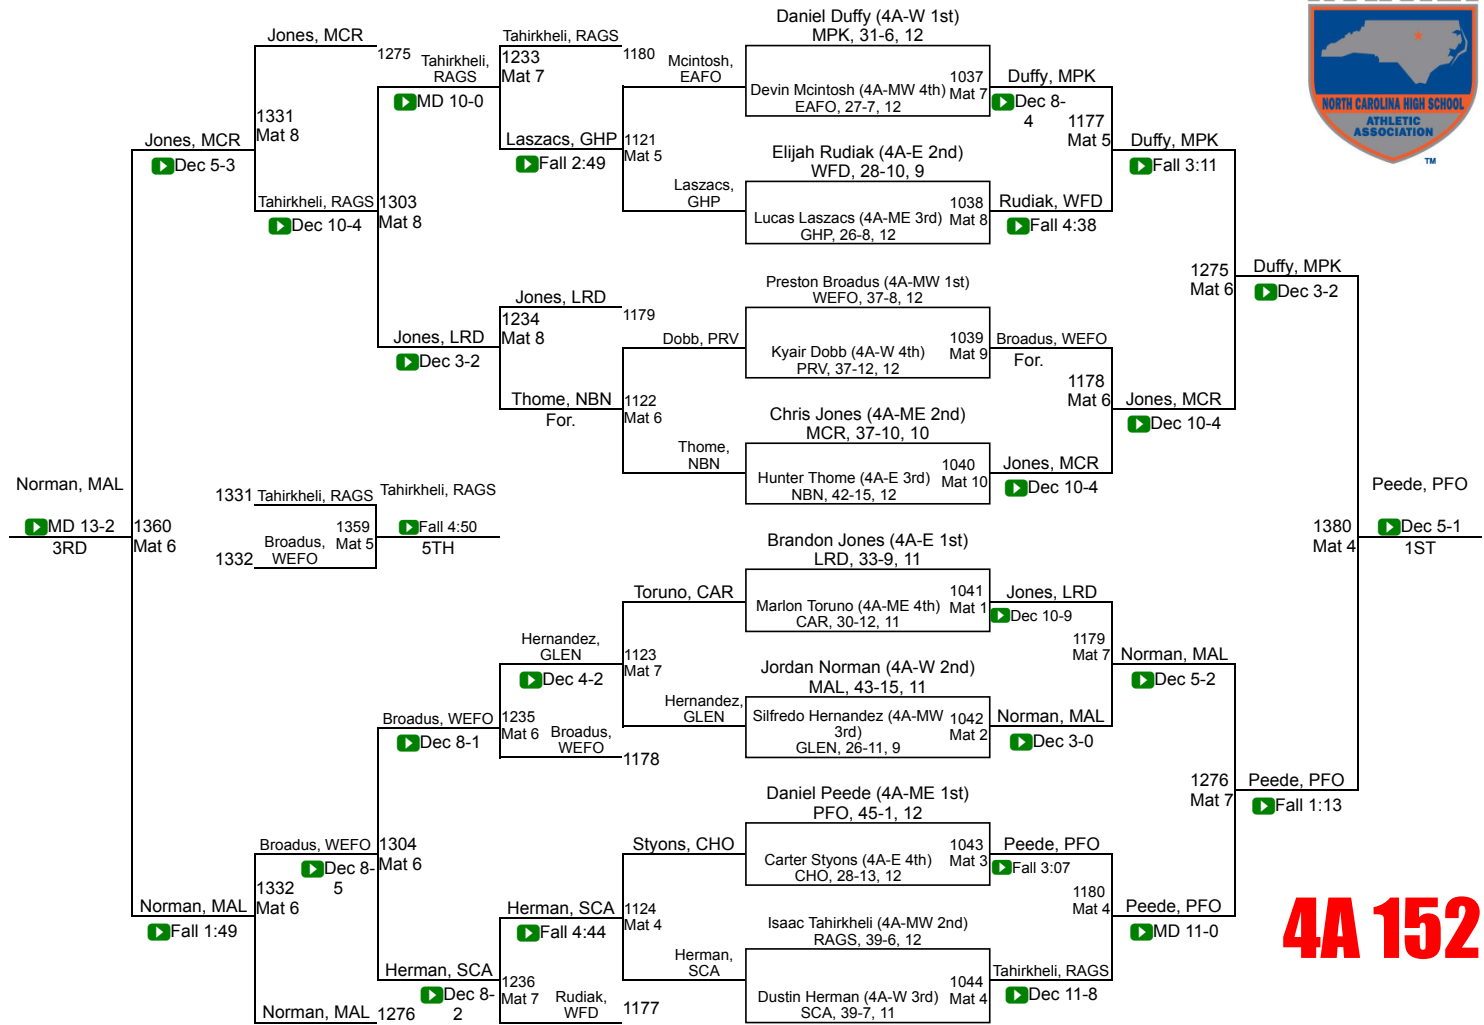 Jones, MCR
1275
1331
Mat 8
Jones, MCR
Dec 5-3
Tahirkheli, RAGS
Dec 10-4
Tahirkheli,
RAGS
MD 10-0
1303
Mat 8
Jones, LRD
Dec 3-2
Tahirkheli, RAGS
1180
1233
Mat 7
Laszacs, GHP
Fall 2:49
Jones, LRD
1179
1234
Mat 8
Thome, NBN
For.
Mcintosh,
EAFO
1121
Mat 5
Laszacs,
GHP
Dobb, PRV
1122
Mat 6
Thome,
NBN
Daniel Duffy (4A-W 1st)
MPK, 31-6, 12
1037
Mat 7
Devin Mcintosh (4A-MW 4th)
EAFO, 27-7, 12
Elijah Rudiak (4A-E 2nd)
WFD, 28-10, 9
1038
Mat 8
Lucas Laszacs (4A-ME 3rd)
GHP, 26-8, 12
Preston Broadus (4A-MW 1st)
WEFO, 37-8, 12
1039
Mat 9
Kyair Dobb (4A-W 4th)
PRV, 37-12, 12
Chris Jones (4A-ME 2nd)
MCR, 37-10, 10
1040
Mat 10
Hunter Thome (4A-E 3rd)
NBN, 42-15, 12
Duffy, MPK
Dec 8-
4
1177
Mat 5
Rudiak, WFD
Fall 4:38
Duffy, MPK
Fall 3:11
Broadus, WEFO
For.
1178
Mat 6
Jones, MCR
Dec 10-4
Jones, MCR
Dec 10-4
1275
Mat 6
Duffy, MPK
Dec 3-2
NORTH CAROLINA HIGH SCHOOL
ATHLETIC
ASSOCIATION
TM
Norman, MAL
MD 13-2
3RD
1360
Mat 6
1331
Tahirkheli, RAGS
1332
Broadus,
WEFO
1359
Mat 5
Tahirkheli, RAGS
Fall 4:50
5TH
Peede, PFO
Dec 5-1
1ST
1380
Mat 4
Brandon Jones (4A-E 1st)
LRD, 33-9, 11
1041
Mat 1
Marlon Toruno (4A-ME 4th)
CAR, 30-12, 11
Jordan Norman (4A-W 2nd)
MAL, 43-15, 11
1042
Mat 2
Silfredo Hernandez (4A-MW
3rd)
GLEN, 26-11, 9
Daniel Peede (4A-ME 1st)
PFO, 45-1, 12
1043
Mat 3
Carter Styons (4A-E 4th)
CHO, 28-13, 12
Isaac Tahirkheli (4A-MW 2nd)
RAGS, 39-6, 12
1044
Mat 4
Dustin Herman (4A-W 3rd)
SCA, 39-7, 11
Toruno, CAR
1123
Mat 7
Hernandez,
GLEN
Hernandez,
GLEN
Dec 4-2
1235
Mat 6
Broadus,
WEFO
1178
Broadus, WEFO
Dec 8-1
Styons, CHO
1124
Mat 4
Herman,
SCA
Herman, SCA
Fall 4:44
1236
Mat 7
Rudiak,
WFD
1177
Herman, SCA
Dec 8-
2
Broadus, WEFO
Dec 8-
5
1304
Mat 6
1332
Mat 6
Norman, MAL
Fall 1:49
Norman, MAL
1276
Jones, LRD
Dec 10-9
1179
Mat 7
Norman, MAL
Dec 3-0
Norman, MAL
Dec 5-2
Peede, PFO
Fall 3:07
1180
Mat 4
Tahirkheli, RAGS
Dec 11-8
Peede, PFO
MD 11-0
1276
Mat 7
Peede, PFO
Fall 1:13
4A 152